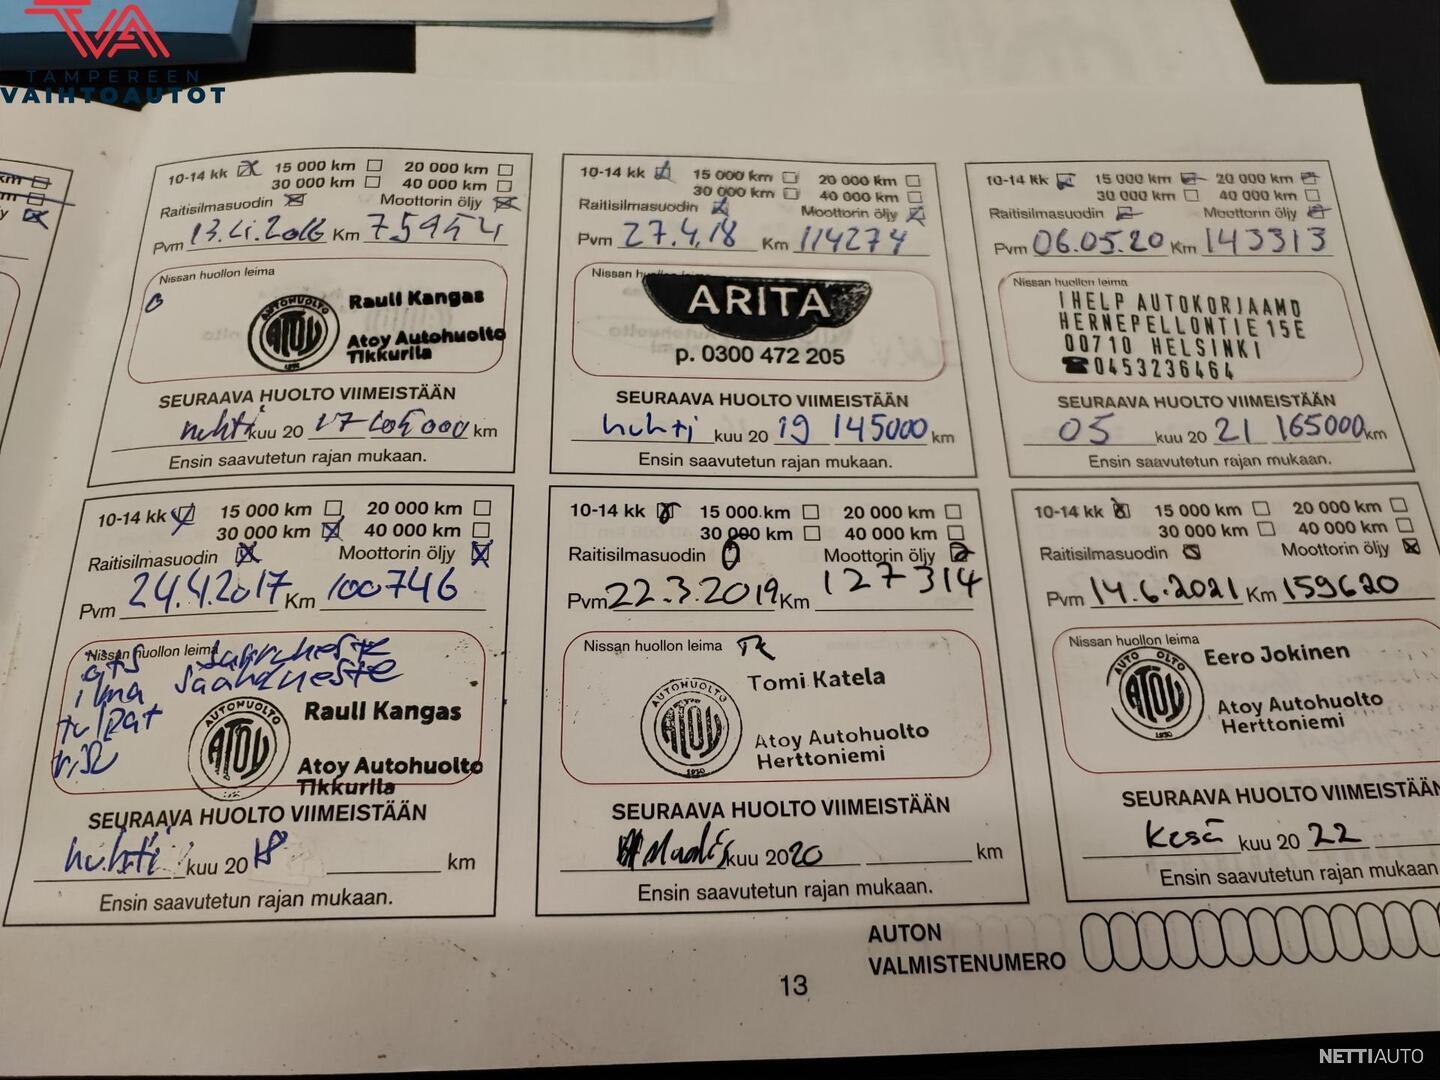 TAMPEREEN
VAIHTOAUTOT
10-14 kk 15 000 km 20 000 km
30 000 km 40 000 km
Raitisilmasuodin Moottorin öljy
Pvm 13.4.2016 Km 75954
Nissan huollon leima
AUTOHUOLTO ATOY Rauli Kangas
Atoy Autohuolto
Tikkurila
SEURAAVA HUOLTO VIIMEISTÄÄN
huhti kuu 20 17 105000 km
Ensin saavutetun rajan mukaan.
10-14 kk 15 000 km 20 000 km
30 000 km 40 000 km
Raitisilmasuodin Moottorin öljy
Pvm 27.4.18 Km 114274
Nissan huollon leima
ARITA
p. 0300 472 205
SEURAAVA HUOLTO VIIMEISTÄÄN
huhti kuu 20 19 145000 km
Ensin saavutetun rajan mukaan.
10-14 kk 15 000 km 20 000 km
30 000 km 40 000 km
Raitisilmasuodin Moottorin öljy
Pvm 06.05.20 Km 143313
Nissan huollon leima
IHELP AUTOKORJAAMO
HERNEPELLONTIE 15E
00710 HELSINKI
☎0453236464
SEURAAVA HUOLTO VIIMEISTÄÄN
05 kuu 20 21 165000 km
Ensin saavutetun rajan mukaan.
10-14 kk 15 000 km 20 000 km
30 000 km 40 000 km
Raitisilmasuodin Moottorin öljy
Pvm 24.4.2017 Km 100746
Nissan huollon leima
ilma
AUTOHUOLTO ATOY Rauli Kangas
Atoy Autohuolto
Tikkurila
SEURAAVA HUOLTO VIIMEISTÄÄN
huhti kuu 20 18 km
Ensin saavutetun rajan mukaan.
10-14 kk 15 000 km 20 000 km
30 000 km 40 000 km
Raitisilmasuodin Moottorin öljy
Pvm 22.3.2019 Km 127314
Nissan huollon leima TK
AUTOHUOLTO ATOY 1930 Tomi Katela
Atoy Autohuolto
Herttoniemi
SEURAAVA HUOLTO VIIMEISTÄÄN
Maalis kuu 2020 km
Ensin saavutetun rajan mukaan.
10-14 kk 15 000 km 20 000 km
30 000 km 40 000 km
Raitisilmasuodin Moottorin öljy
Pvm 14.6.2021 Km 159620
Nissan huollon leima
ATOY 1930 Eero Jokinen
Atoy Autohuolto
Herttoniemi
SEURAAVA HUOLTO VIIMEISTÄÄN
Kesä kuu 20 22
Ensin saavutetun rajan mukaan
AUTON
VALMISTENUMERO
13
NETTIAUTO